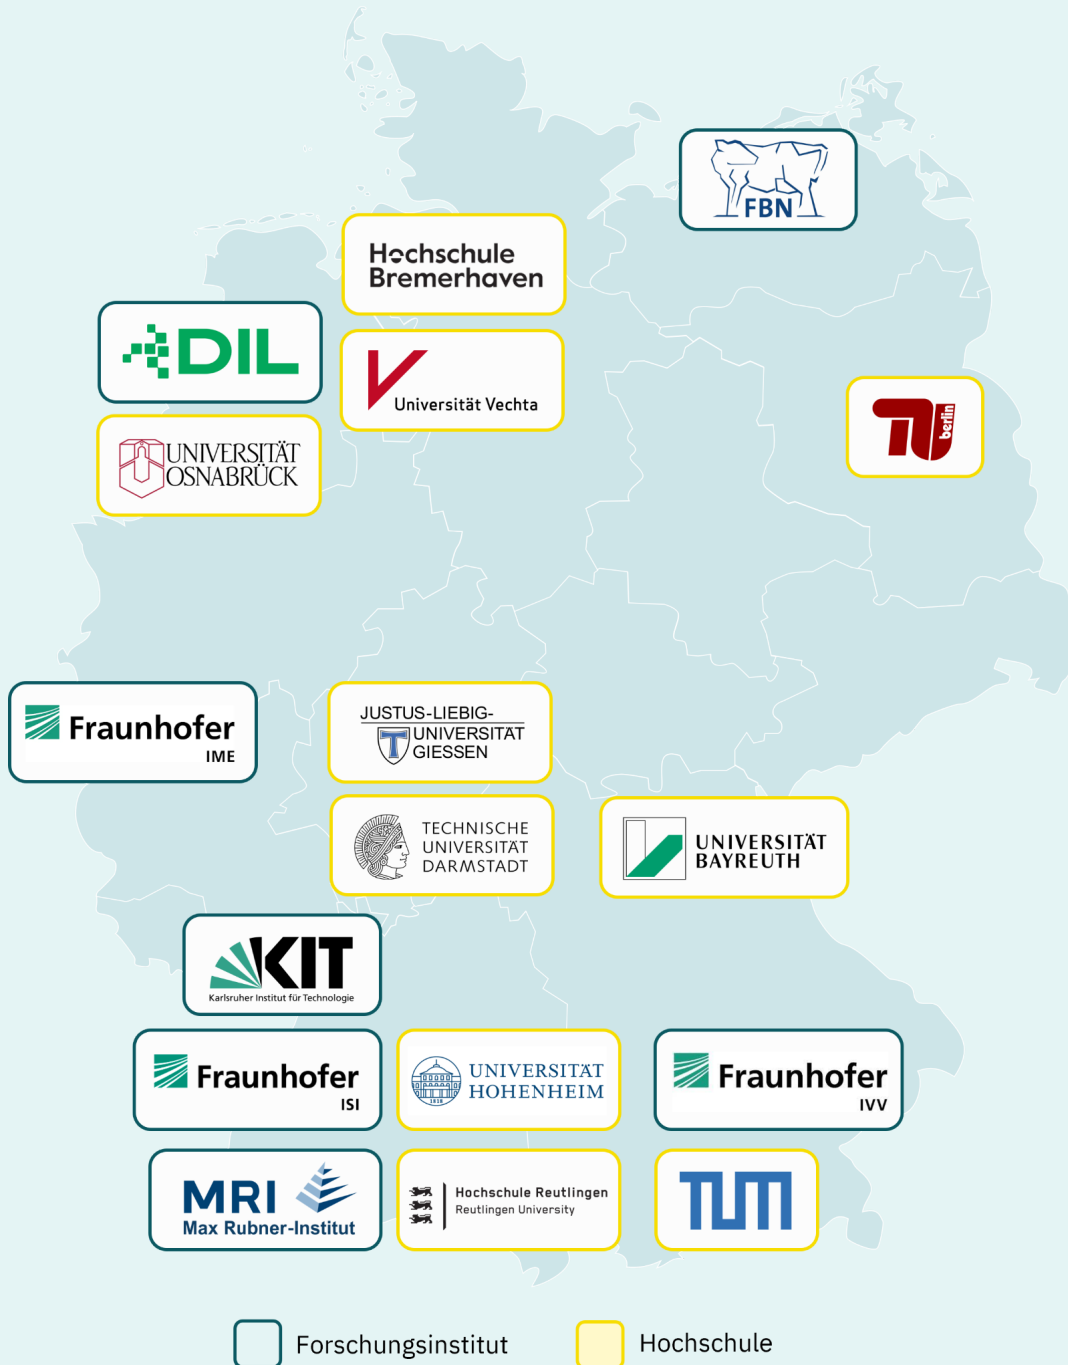 FBN
Hochschule
Bremerhaven
DIL
Universität Vechta
TU
berlin
UNIVERSITÄT
OSNABRÜCK
Fraunhofer
IME
JUSTUS-LIEBIG-
UNIVERSITÄT
GIESSEN
TECHNISCHE
UNIVERSITÄT
DARMSTADT
UNIVERSITÄT
BAYREUTH
KIT
Karlsruher Institut für Technologie
Fraunhofer
ISI
1818
UNIVERSITÄT
HOHENHEIM
Fraunhofer
IVV
MRI
Max Rubner-Institut
Hochschule Reutlingen
Reutlingen University
TUM
Forschungsinstitut
Hochschule